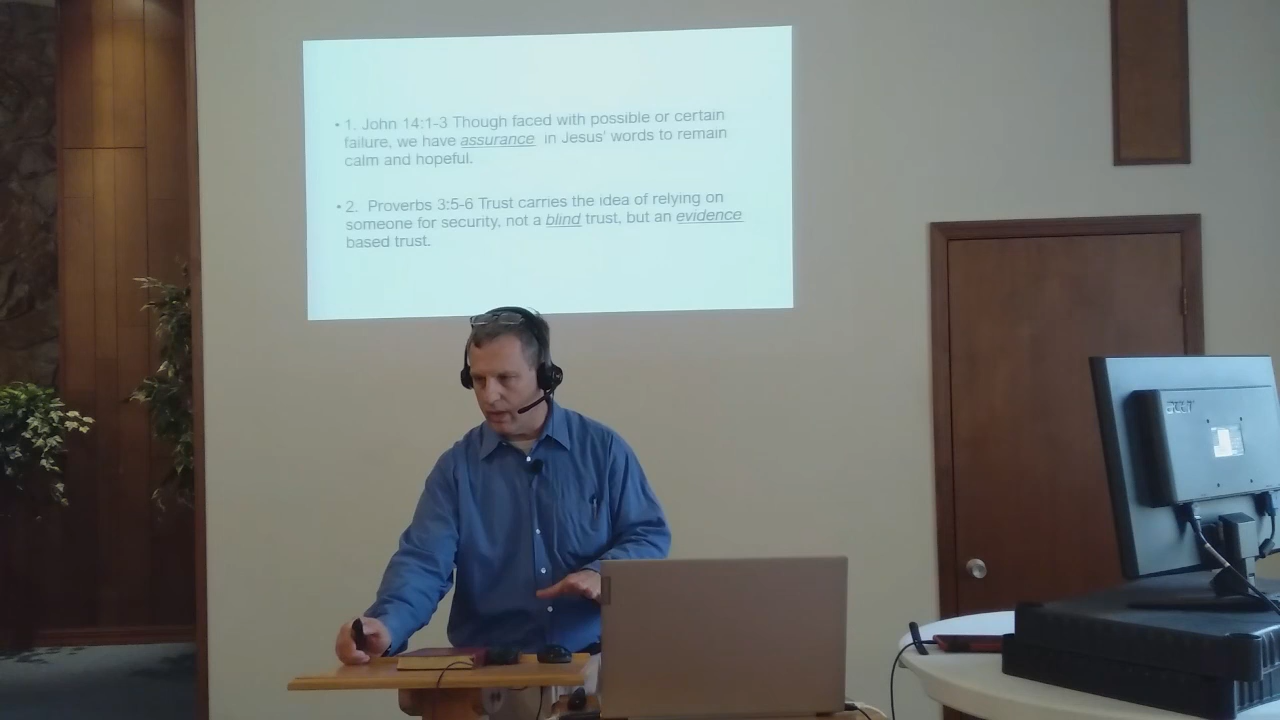 • 1. John 14:1-3 Though faced with possible or certain
failure, we have assurance in Jesus' words to remain
calm and hopeful.
• 2. Proverbs 3:5-6 Trust carries the idea of relying on
someone for security, not a blind trust, but an evidence
based trust.